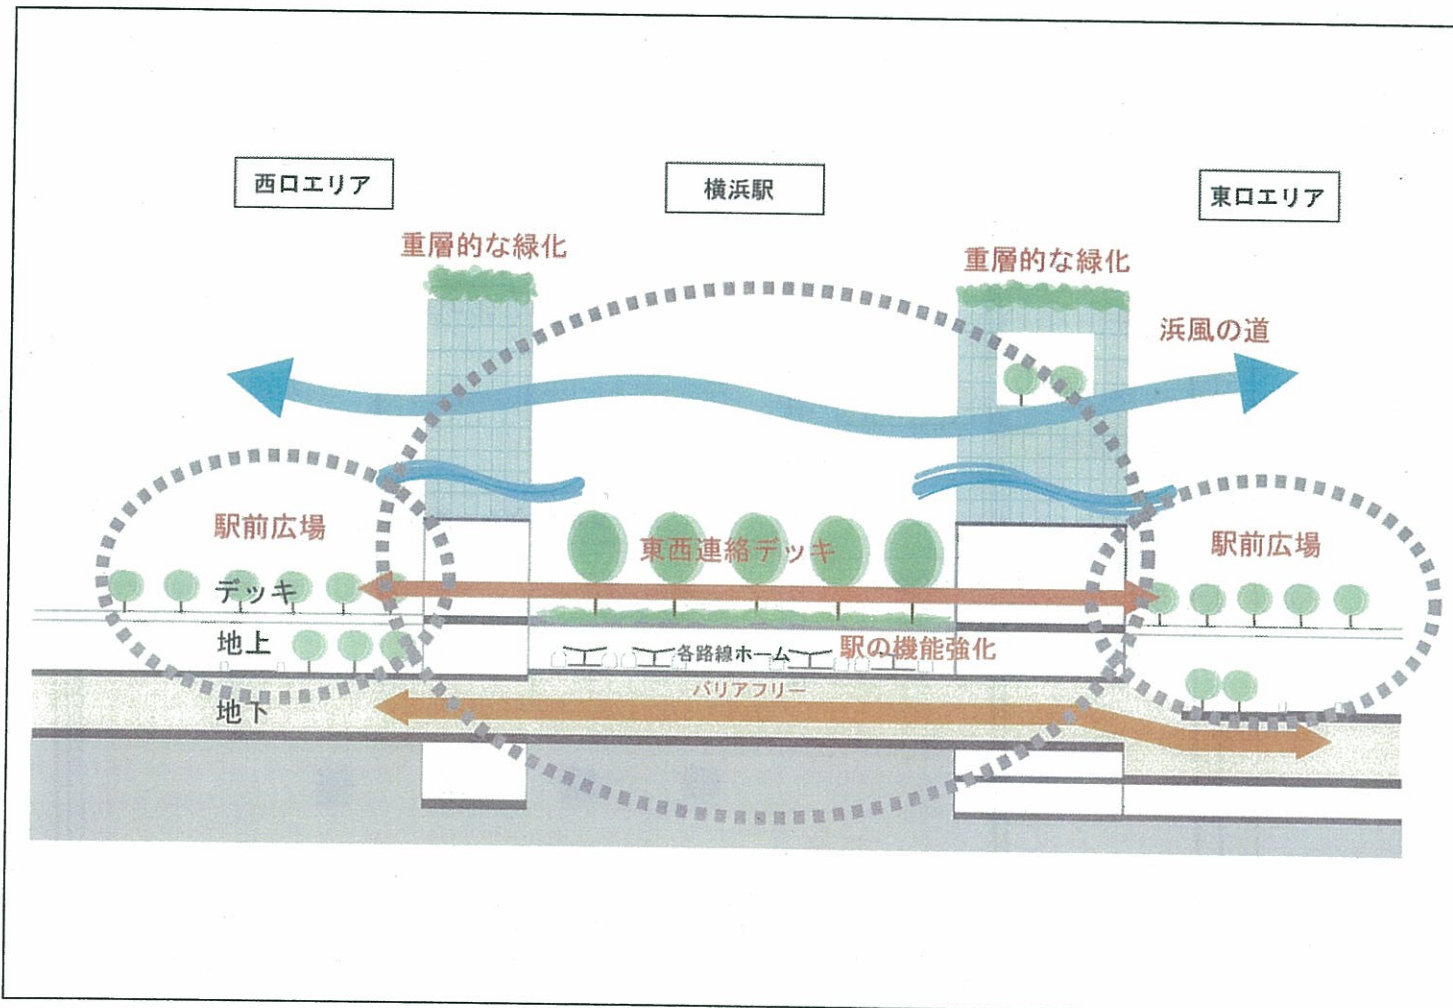 西口エリア
横浜駅
東口エリア
重層的な緑化
重層的な緑化
浜風の道
駅前広場
東西連絡デッキ
駅前広場
デッキ
地上
各路線ホーム
駅の機能強化
バリアフリー
地下